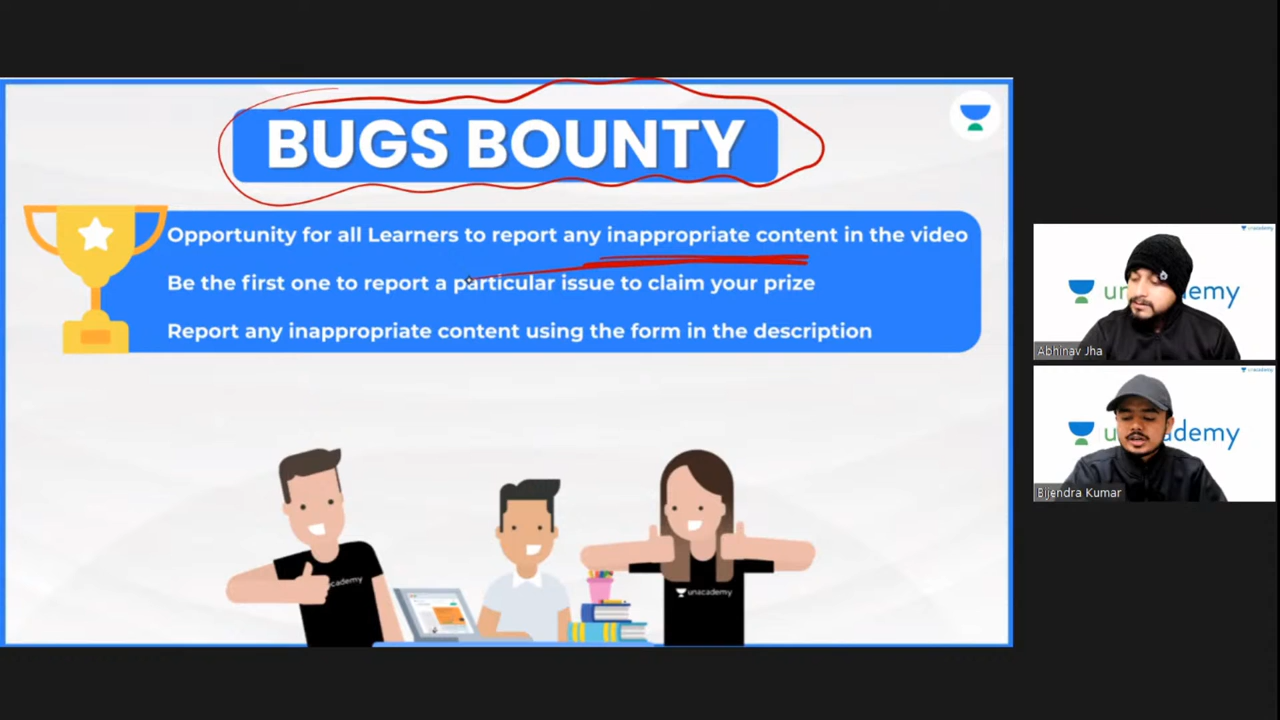 BUGS BOUNTY
Opportunity for all Learners to report any inappropriate content in the video
Be the first one to report a particular issue to claim your prize
Report any inappropriate content using the form in the description
unacademy
Abhinav Jha
unacademy
Bijendra Kumar
unacademy